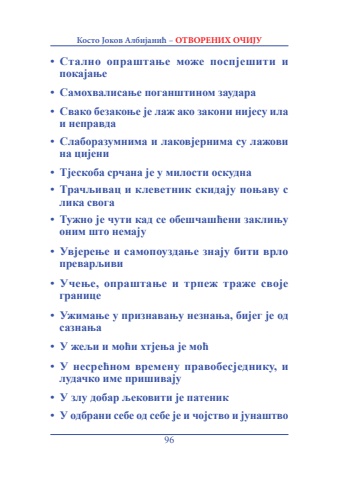 Косто Јоков Албијанић – ОТВОРЕНИХ ОЧИЈУ
• Стално опраштање може поспјешити и
покајање
• Самохвалисање поганштином заудара
• Свако безакоње је лаж ако закони нијесу ила
и неправда
• Слаборазумнима и лаковјернима су лажови
на цијени
• Тјескоба срчана је у милости оскудна
• Трачљивац и клеветник скидају поњаву с
лика свога
• Тужно је чути кад се обешчашћени заклињу
оним што немају
• Увјерење и самопоуздање знају бити врло
преварљиви
• Учење, опраштање и трпеж траже своје
границе
• Ужимање у признавању незнања, бијег је од
сазнања
• У жељи и моћи хтјења је моћ
• У несрећном времену правобесједнику, и
лудачко име пришивају
• У злу добар љековити је патеник
• У одбрани себе од себе је и чојство и јунаштво
96